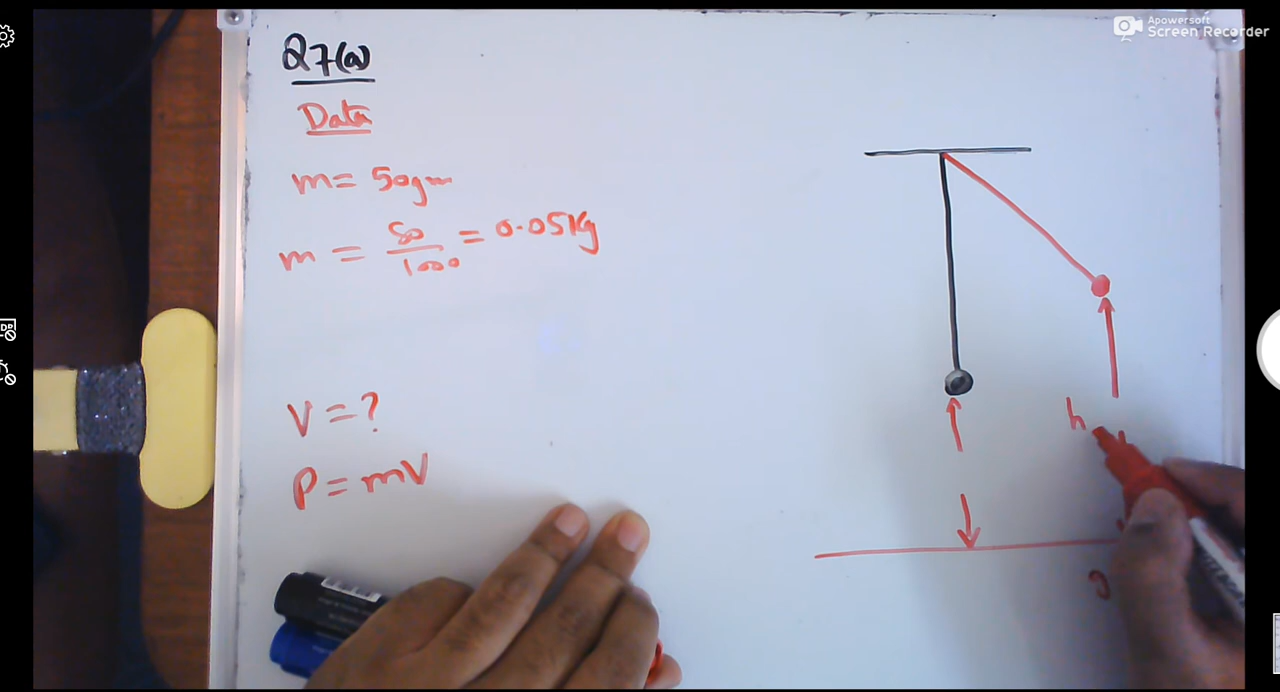 Apowersoft
Screen Recorder
Q7(a)
Data
m = 50gm
m = 50/1000 = 0.05Kg
V = ?
P = mV
h